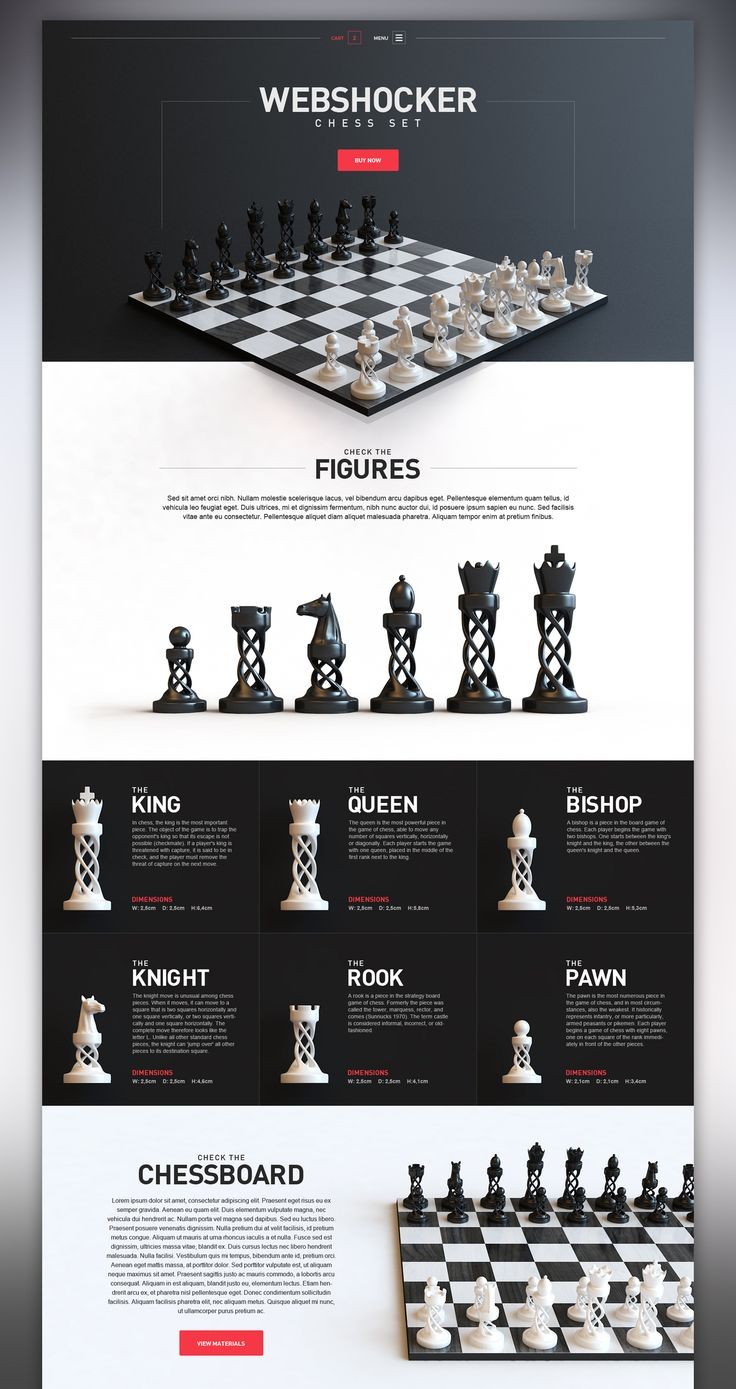 CART 2 MENU
WEBSHOCKER
CHESS SET
BUY NOW
CHECK THE
FIGURES
Sed sit amet orci nibh. Nullam molestie scelerisque lacus, vel bibendum arcu dapibus eget. Pellentesque elementum quam tellus, id
vehicula leo feugiat eget. Duis ultrices, mi et dignissim fermentum, nibh nunc auctor dui, id posuere ipsum sapien eu nunc. Sed facilisis
vitae ante eu consectetur. Pellentesque aliquet diam aliquet malesuada pharetra. Aliquam tempor enim at pretium finibus.
THE
KING
In chess, the king is the most important
piece. The object of the game is to trap the
opponent's king so that its escape is not
possible (checkmate). If a player's king is
threatened with capture, it is said to be in
check, and the player must remove the
threat of capture on the next move.
DIMENSIONS
W: 2,5cm D: 2,5cm H:6,4cm
THE
QUEEN
The queen is the most powerful piece in
the game of chess, able to move any
number of squares vertically, horizontally
or diagonally. Each player starts the game
with one queen, placed in the middle of the
first rank next to the king.
DIMENSIONS
W: 2,5cm D: 2,5cm H:5,8cm
THE
BISHOP
A bishop is a piece in the board game of
chess. Each player begins the game with
two bishops. One starts between the king's
knight and the king, the other between the
queen's knight and the queen.
DIMENSIONS
W: 2,5cm D: 2,5cm H:5,3cm
THE
KNIGHT
The knight move is unusual among chess
pieces. When it moves, it can move to a
square that is two squares horizontally and
one square vertically, or two squares verti-
cally and one square horizontally. The
complete move therefore looks like the
letter L. Unlike all other standard chess
pieces, the knight can 'jump over' all other
pieces to its destination square.
DIMENSIONS
W: 2,5cm D: 2,5cm H:4,6cm
THE
ROOK
A rook is a piece in the strategy board
game of chess. Formerly the piece was
called the tower, marquess, rector, and
comes (Sunnucks 1970). The term castle
is considered informal, incorrect, or old-
fashioned.
DIMENSIONS
W: 2,5cm D: 2,5cm H:4,1cm
THE
PAWN
The pawn is the most numerous piece in
the game of chess, and in most circum-
stances, also the weakest. It historically
represents infantry, or more particularly,
armed peasants or pikemen. Each player
begins a game of chess with eight pawns,
one on each square of the rank immedi-
ately in front of the other pieces
DIMENSIONS
W: 2,1cm D: 2,1cm H:3,4cm
CHECK THE
CHESSBOARD
Lorem ipsum dolor sit amet, consectetur adipiscing elit. Praesent eget risus eu ex
semper gravida. Aenean eu quam elit. Duis elementum vulputate magna, nec
vehicula dui hendrerit ac. Nullam porta vel magna sed dapibus. Sed eu luctus libero.
Praesent posuere venenatis tincidunt. Nulla pretium dui at velit facilisis, id pretium
metus congue. Aliquam ut mauris at urna rhoncus iaculis a et nulla. Fusce sed est
dignissim, ultricies massa vitae, blandit ex. Duis cursus lectus nec libero hendrerit
malesuada. Nulla facilisi. Vestibulum quis mi tempus, bibendum ante id, pretium orci.
Aenean eget mattis massa, at porttitor dolor. Sed porttitor vulputate est, ut aliquam
neque maximus sit amet. Praesent sagittis justo ac mauris commodo, a lobortis arcu
consequat. Aliquam in est aliquam, blandit justo eu, elementum lectus. Etiam hen-
drerit arcu ex, et pharetra nisl pellentesque eget. Donec condimentum sollicitudin
facilisis. Aliquam facilisis pharetra elit, nec aliquam metus. Quisque aliquet mi nunc,
ut ullamcorper purus pretium ac.
VIEW MATERIALS